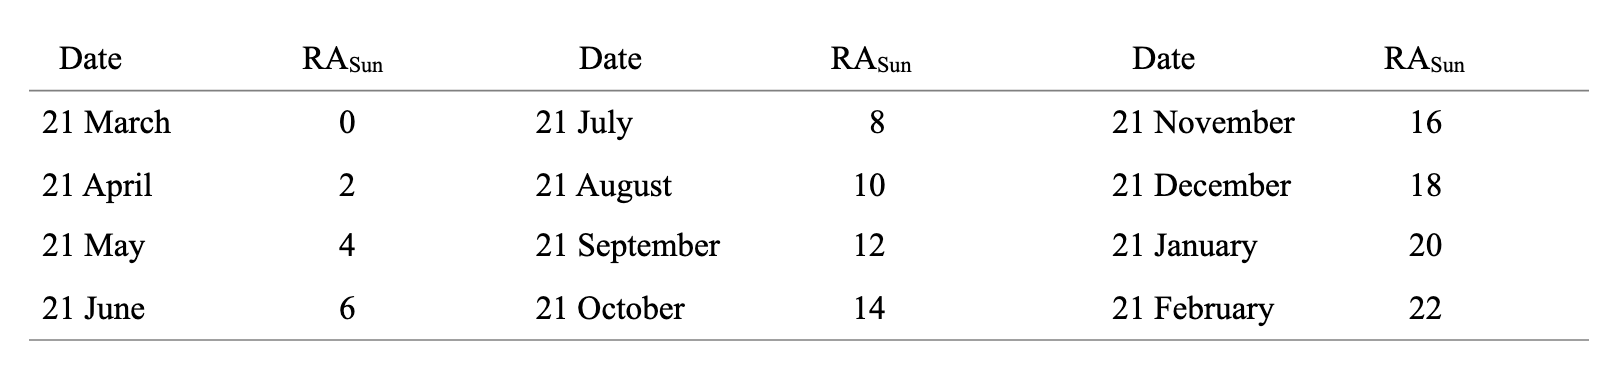 Date RASun Date RASun Date RASun
21 March 0 21 July 8 21 November 16
21 April 2 21 August 10 21 December 18
21 May 4 21 September 12 21 January 20
21 June 6 21 October 14 21 February 22